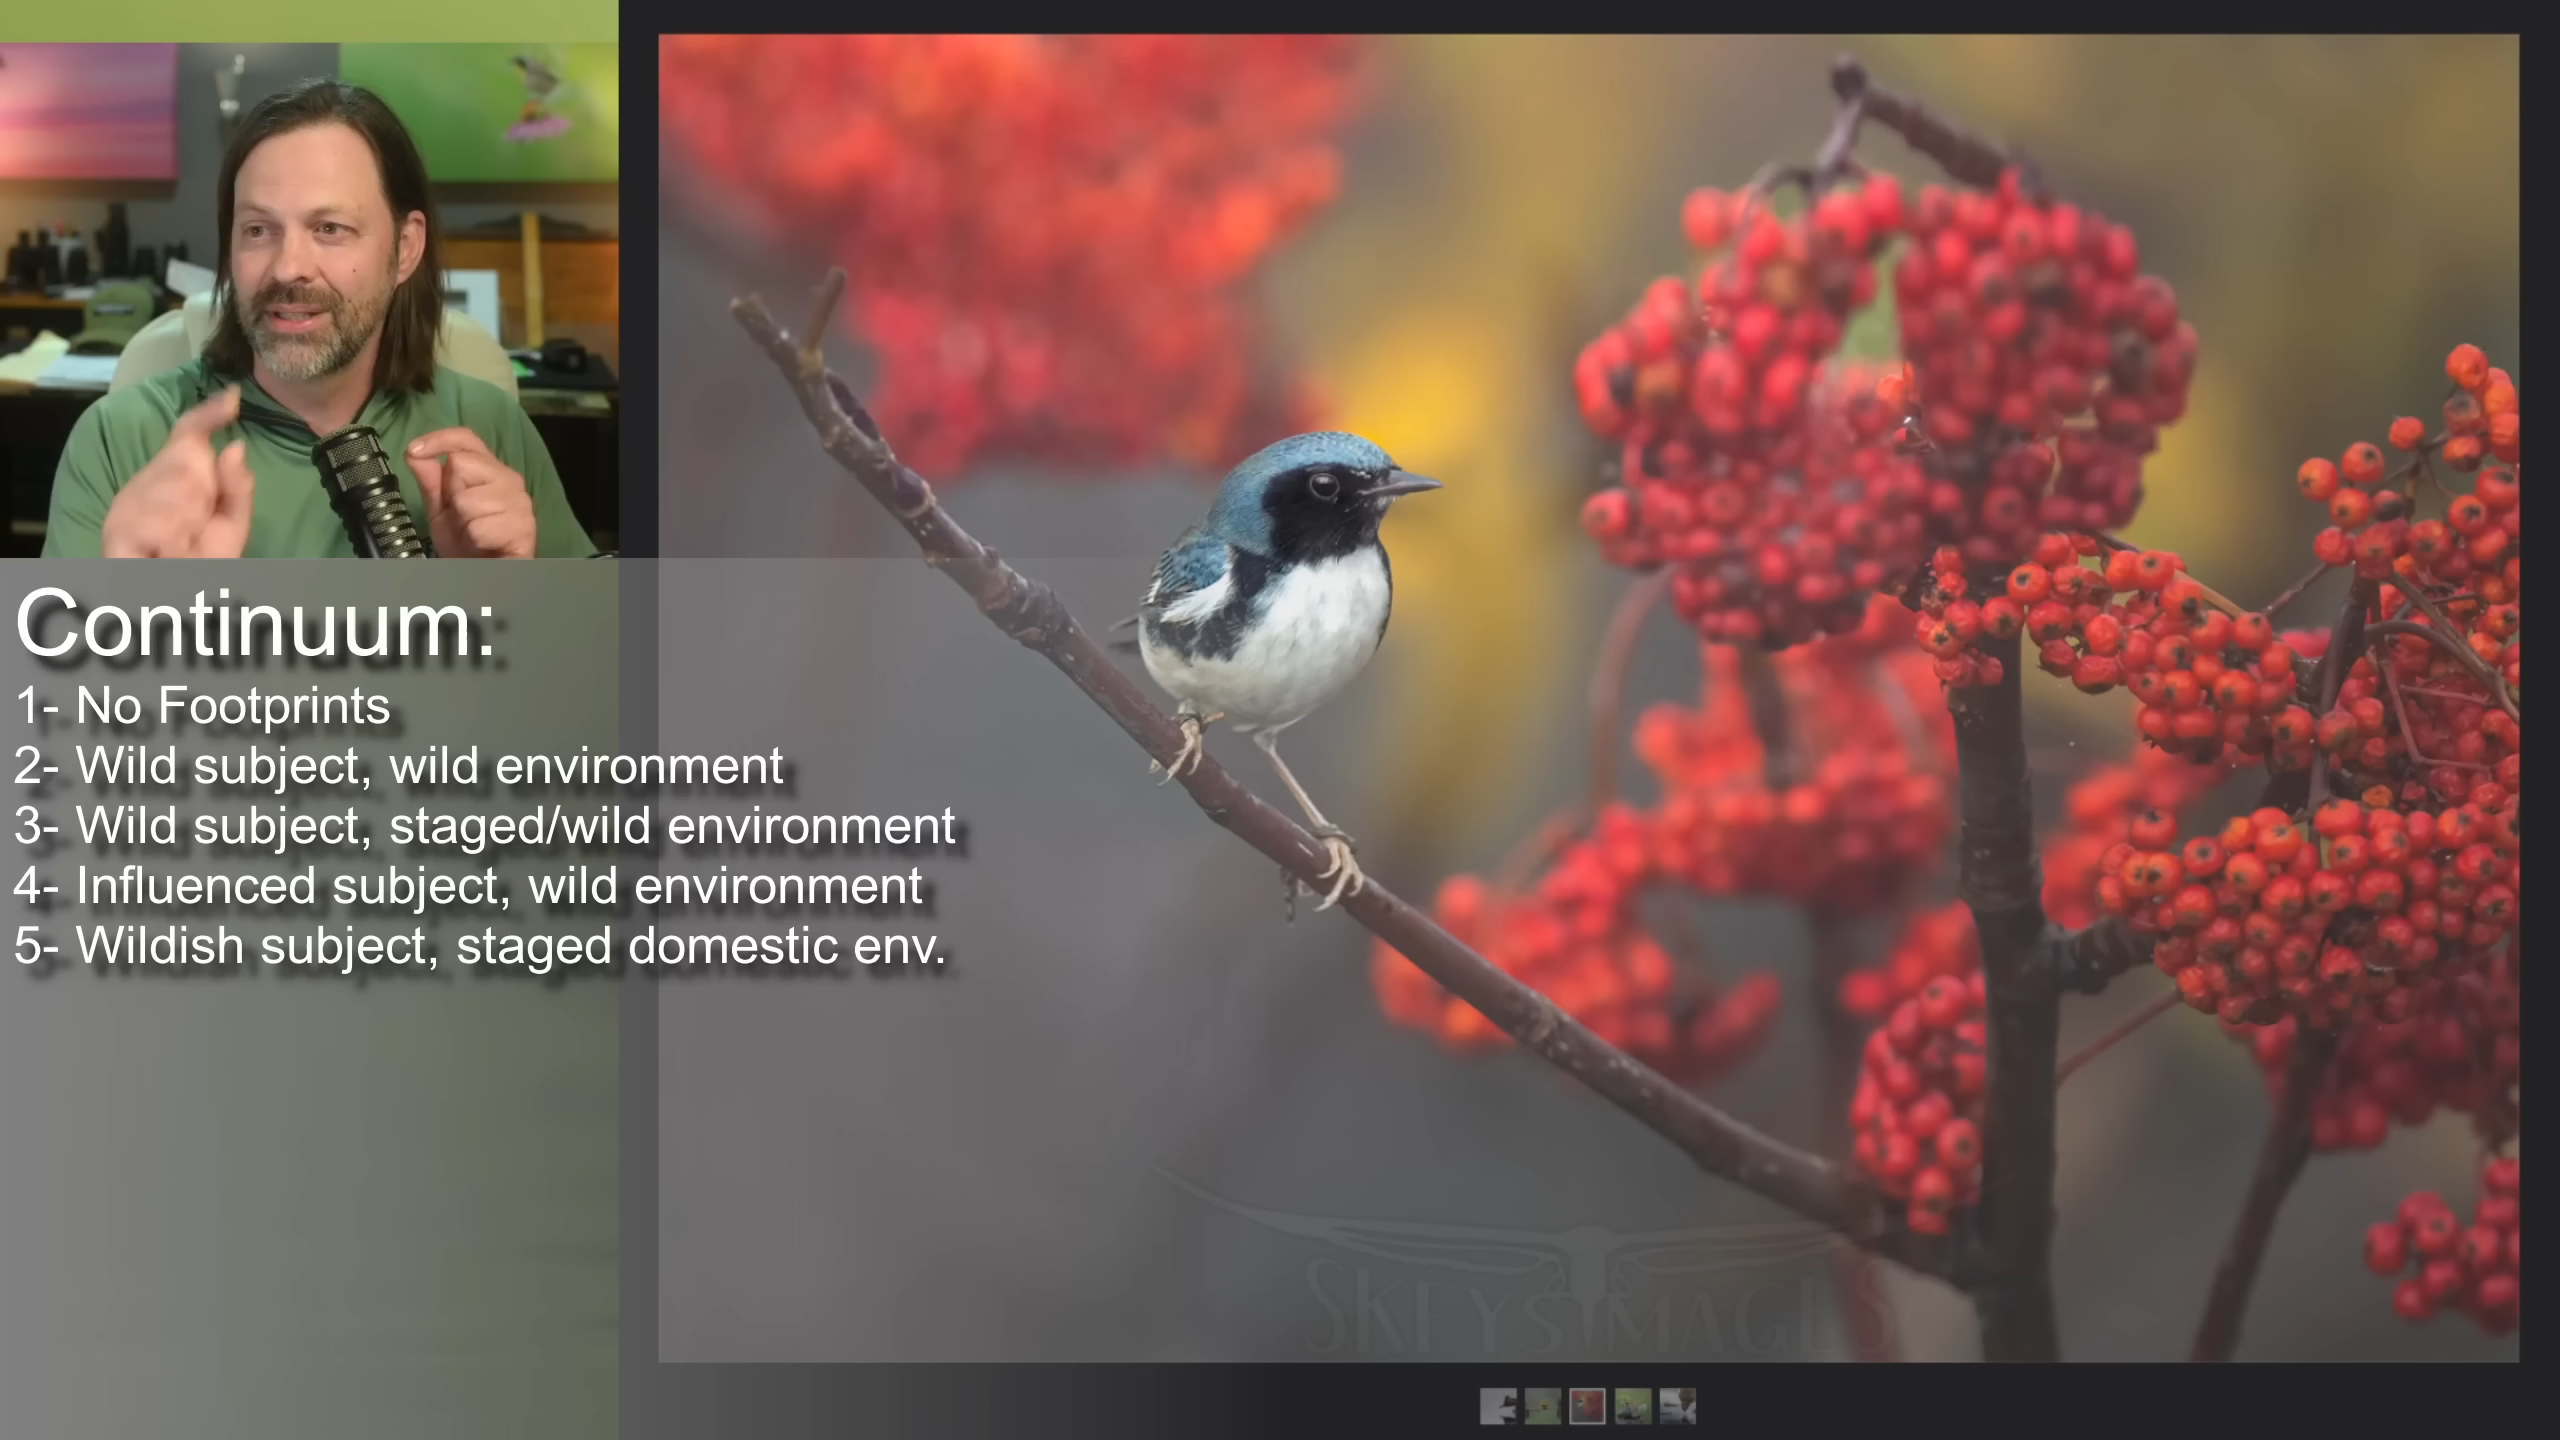 Continuum:
1- No Footprints
2- Wild subject, wild environment
3- Wild subject, staged/wild environment
4- Influenced subject, wild environment
5- Wildish subject, staged domestic env.